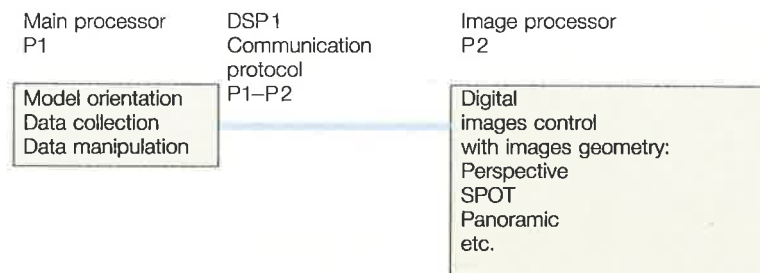 Main processor
P1
DSP1
Communication
protocol
P1–P2
Image processor
P2
Model orientation
Data collection
Data manipulation
Digital
images control
with images geometry:
Perspective
SPOT
Panoramic
etc.